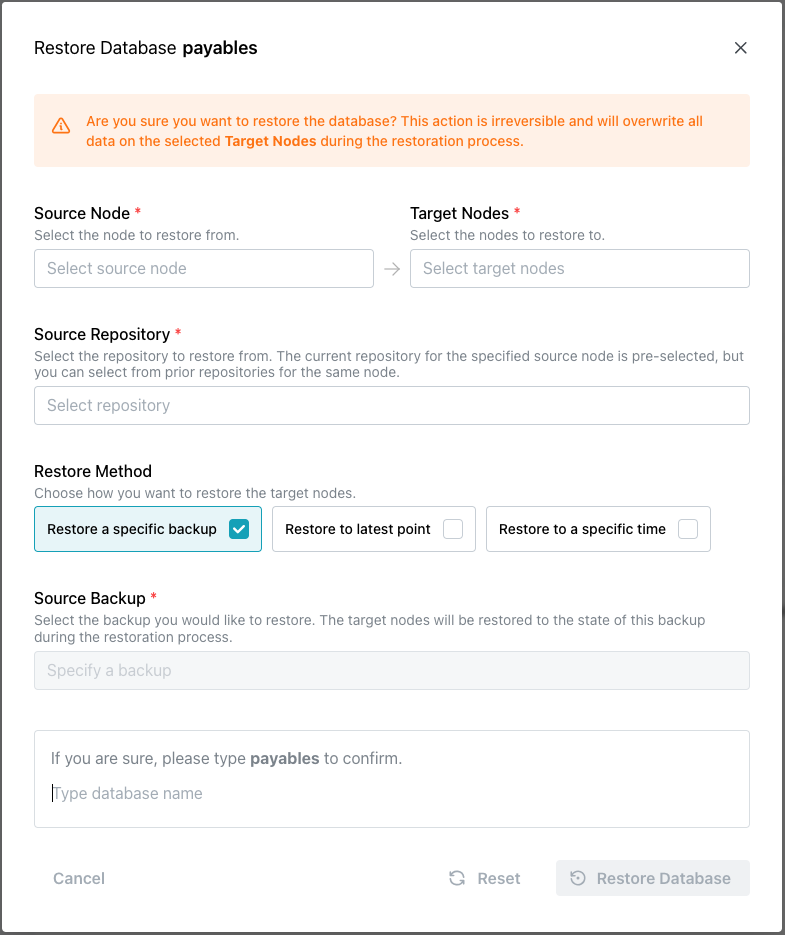 Restore Database payables
Are you sure you want to restore the database? This action is irreversible and will overwrite all
data on the selected Target Nodes during the restoration process.
Source Node *
Select the node to restore from.
Select source node
Target Nodes *
Select the nodes to restore to.
Select target nodes
Source Repository *
Select the repository to restore from. The current repository for the specified source node is pre-selected, but
you can select from prior repositories for the same node.
Select repository
Restore Method
Choose how you want to restore the target nodes.
Restore a specific backup
Restore to latest point
Restore to a specific time
Source Backup *
Select the backup you would like to restore. The target nodes will be restored to the state of this backup
during the restoration process.
Specify a backup
If you are sure, please type payables to confirm.
Type database name
Cancel
Reset
Restore Database